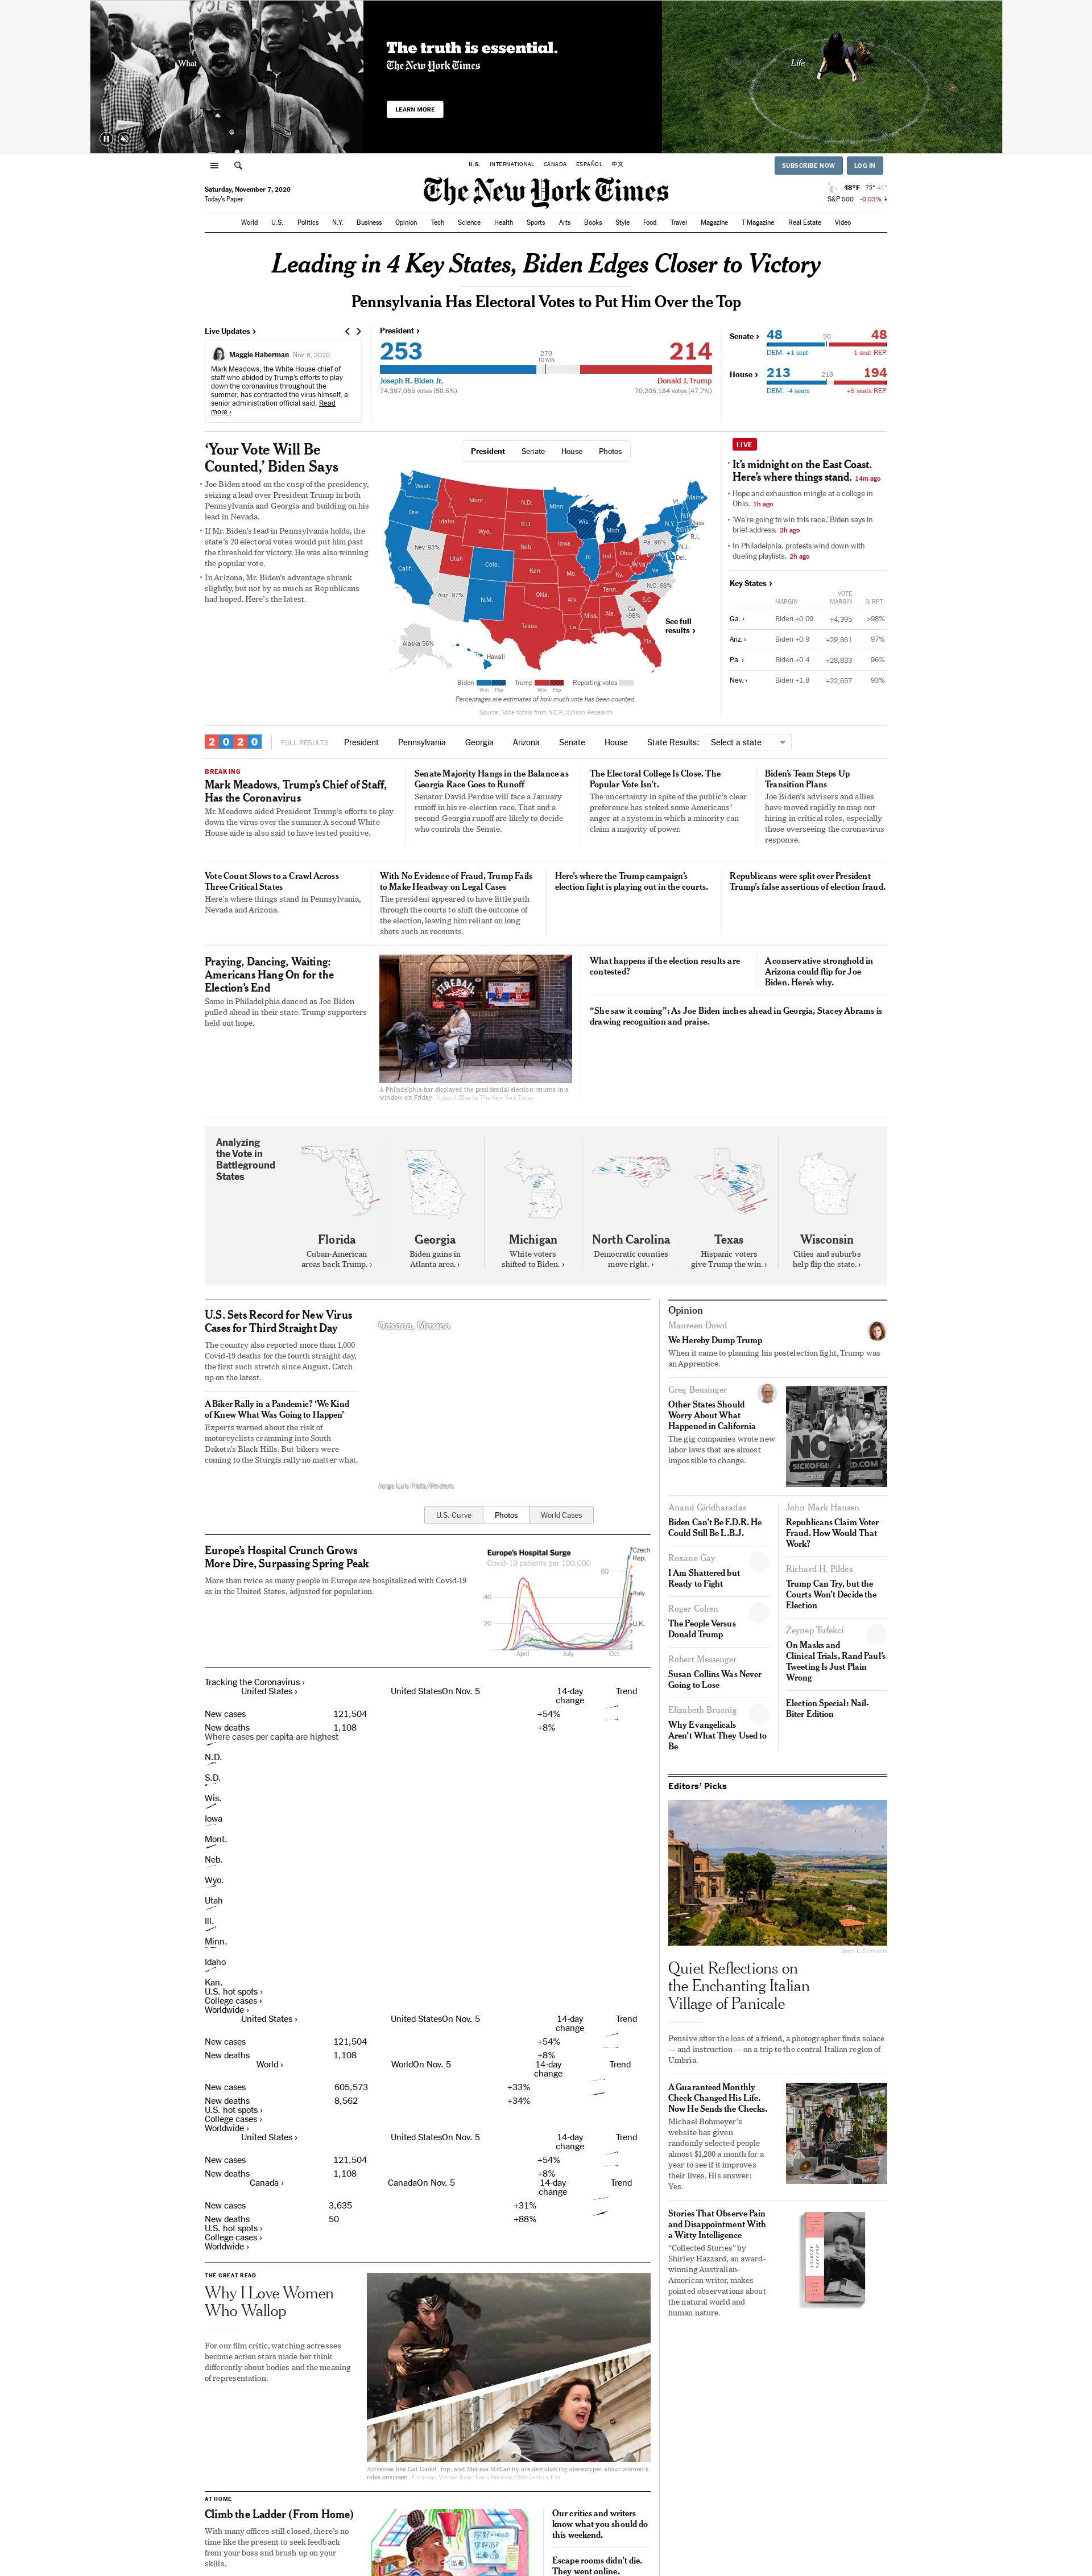 What
The truth is essential.
The New York Times
LEARN MORE
Life
U.S. INTERNATIONAL CANADA ESPAÑOL 中文
SUBSCRIBE NOW LOG IN
Saturday, November 7, 2020
Today's Paper
The New York Times
48°F 75° 41°
S&P 500 -0.03%
World U.S. Politics N.Y. Business Opinion Tech Science Health Sports Arts Books Style Food Travel Magazine T Magazine Real Estate Video
Leading in 4 Key States, Biden Edges Closer to Victory
Pennsylvania Has Electoral Votes to Put Him Over the Top
Live Updates ›
Maggie Haberman Nov. 6, 2020
Mark Meadows, the White House chief of
staff who abided by Trump's efforts to play
down the coronavirus throughout the
summer, has contracted the virus himself, a
senior administration official said. Read
more ›
President ›
253
270
TO WIN
214
Joseph R. Biden Jr. Donald J. Trump
74,387,065 votes (50.5%) 70,205,184 votes (47.7%)
Senate › 48 50 48
DEM. +1 seat -1 seat REP.
House › 213 218 194
DEM. -4 seats +5 seats REP.
‘Your Vote Will Be
Counted,’ Biden Says
Joe Biden stood on the cusp of the presidency,
seizing a lead over President Trump in both
Pennsylvania and Georgia and building on his
lead in Nevada.
If Mr. Biden's lead in Pennsylvania holds, the
state's 20 electoral votes would put him past
the threshold for victory. He was also winning
the popular vote.
In Arizona, Mr. Biden's advantage shrank
slightly, but not by as much as Republicans
had hoped. Here's the latest.
President Senate House Photos
Wash.
Ore.
Calif.
Nev. 93%
Idaho
Mont.
Wyo.
Utah
Ariz. 97%
Colo.
N.M.
N.D.
S.D.
Neb.
Kan.
Okla.
Texas
Minn.
Iowa
Mo.
Ark.
La.
Wis.
Ill.
Mich.
Ind.
Ohio
Ky.
Tenn.
Miss.
Ala.
Ga.
>98%
Fla.
S.C.
N.C. 98%
Va.
W.Va.
Pa. 96%
N.Y.
Vt.
N.H.
Maine
Mass.
R.I.
Conn.
N.J.
Del.
Alaska 56%
Hawaii
See full
results ›
Biden Trump Reporting votes
Win Flip Win Flip
Percentages are estimates of how much vote has been counted.
Source: Vote totals from N.E.P./Edison Research
LIVE
It's midnight on the East Coast.
Here's where things stand. 14m ago
Hope and exhaustion mingle at a college in
Ohio. 1h ago
‘We're going to win this race,’ Biden says in
brief address. 2h ago
In Philadelphia, protests wind down with
dueling playlists. 2h ago
Key States ›
MARGIN VOTE MARGIN % RPT.
Ga. › Biden +0.09 +4,395 >98%
Ariz. › Biden +0.9 +29,861 97%
Pa. › Biden +0.4 +28,833 96%
Nev. › Biden +1.8 +22,657 93%
2020 FULL RESULTS President Pennsylvania Georgia Arizona Senate House State Results: Select a state
BREAKING
Mark Meadows, Trump's Chief of Staff,
Has the Coronavirus
Mr. Meadows aided President Trump's efforts to play
down the virus over the summer. A second White
House aide is also said to have tested positive.
Senate Majority Hangs in the Balance as
Georgia Race Goes to Runoff
Senator David Perdue will face a January
runoff in his re-election race. That and a
second Georgia runoff are likely to decide
who controls the Senate.
The Electoral College Is Close. The
Popular Vote Isn't.
The uncertainty in spite of the public's clear
preference has stoked some Americans'
anger at a system in which a minority can
claim a majority of power.
Biden's Team Steps Up
Transition Plans
Joe Biden's advisers and allies
have moved rapidly to map out
hiring in critical roles, especially
those overseeing the coronavirus
response.
Vote Count Slows to a Crawl Across
Three Critical States
Here's where things stand in Pennsylvania,
Nevada and Arizona.
With No Evidence of Fraud, Trump Fails
to Make Headway on Legal Cases
The president appeared to have little path
through the courts to shift the outcome of
the election, leaving him reliant on long
shots such as recounts.
Here's where the Trump campaign's
election fight is playing out in the courts.
Republicans were split over President
Trump's false assertions of election fraud.
Praying, Dancing, Waiting:
Americans Hang On for the
Election's End
Some in Philadelphia danced as Joe Biden
pulled ahead in their state. Trump supporters
held out hope.
FIREBALL
A Philadelphia bar displayed the presidential election returns in a
window on Friday. Victor J. Blue for The New York Times
What happens if the election results are
contested?
A conservative stronghold in
Arizona could flip for Joe
Biden. Here's why.
“She saw it coming”: As Joe Biden inches ahead in Georgia, Stacey Abrams is
drawing recognition and praise.
Analyzing
the Vote in
Battleground
States
Florida
Cuban-American
areas back Trump. ›
Georgia
Biden gains in
Atlanta area. ›
Michigan
White voters
shifted to Biden. ›
North Carolina
Democratic counties
move right. ›
Texas
Hispanic voters
give Trump the win. ›
Wisconsin
Cities and suburbs
help flip the state. ›
U.S. Sets Record for New Virus
Cases for Third Straight Day
The country also reported more than 1,000
Covid-19 deaths for the fourth straight day,
the first such stretch since August. Catch
up on the latest.
A Biker Rally in a Pandemic? ‘We Kind
of Knew What Was Going to Happen’
Experts warned about the risk of
motorcyclists cramming into South
Dakota's Black Hills. But bikers were
coming to the Sturgis rally no matter what.
Oaxaca, Mexico
Jorge Luis Plata/Reuters
U.S. Curve Photos World Cases
Europe's Hospital Crunch Grows
More Dire, Surpassing Spring Peak
More than twice as many people in Europe are hospitalized with Covid-19
as in the United States, adjusted for population.
Europe's Hospital Surge
Covid-19 patients per 100,000
Czech
Rep.
60
Italy
40
20
U.K.
April July Oct.
Tracking the Coronavirus ›
United States › United StatesOn Nov. 5 14-day change Trend
New cases 121,504 +54%
New deaths 1,108 +8%
Where cases per capita are highest
N.D.
S.D.
Wis.
Iowa
Mont.
Neb.
Wyo.
Utah
Ill.
Minn.
Idaho
Kan.
U.S. hot spots ›
College cases ›
Worldwide ›
United States › United StatesOn Nov. 5 14-day change Trend
New cases 121,504 +54%
New deaths 1,108 +8%
World › WorldOn Nov. 5 14-day change Trend
New cases 605,573 +33%
New deaths 8,562 +34%
U.S. hot spots ›
College cases ›
Worldwide ›
United States › United StatesOn Nov. 5 14-day change Trend
New cases 121,504 +54%
New deaths 1,108 +8%
Canada › CanadaOn Nov. 5 14-day change Trend
New cases 3,635 +31%
New deaths 50 +88%
U.S. hot spots ›
College cases ›
Worldwide ›
THE GREAT READ
Why I Love Women
Who Wallop
For our film critic, watching actresses
become action stars made her think
differently about bodies and the meaning
of representation.
Actresses like Gal Gadot, top, and Melissa McCarthy are demolishing stereotypes about women's
roles onscreen.
AT HOME
Climb the Ladder (From Home)
With many offices still closed, there's no
time like the present to seek feedback
from your boss and brush up on your
skills.
Our critics and writers
know what you should do
this weekend.
Escape rooms didn't die.
They went online.
Opinion
Maureen Dowd
We Hereby Dump Trump
When it came to planning his postelection fight, Trump was
an Apprentice.
Greg Bensinger
Other States Should
Worry About What
Happened in California
The gig companies wrote new
labor laws that are almost
impossible to change.
NO 22
Anand Giridharadas
Biden Can't Be F.D.R. He
Could Still Be L.B.J.
Roxane Gay
I Am Shattered but
Ready to Fight
Roger Cohen
The People Versus
Donald Trump
Robert Messenger
Susan Collins Was Never
Going to Lose
Elizabeth Bruenig
Why Evangelicals
Aren't What They Used to
Be
John Mark Hansen
Republicans Claim Voter
Fraud. How Would That
Work?
Richard H. Pildes
Trump Can Try, but the
Courts Won't Decide the
Election
Zeynep Tufekci
On Masks and
Clinical Trials, Rand Paul's
Tweeting Is Just Plain
Wrong
Election Special: Nail-
Biter Edition
Editors' Picks
Barry L. Schwartz
Quiet Reflections on
the Enchanting Italian
Village of Panicale
Pensive after the loss of a friend, a photographer finds solace
— and instruction — on a trip to the central Italian region of
Umbria.
A Guaranteed Monthly
Check Changed His Life.
Now He Sends the Checks.
Michael Bohmeyer's
website has given
randomly selected people
almost $1,200 a month for a
year to see if it improves
their lives. His answer:
Yes.
Stories That Observe Pain
and Disappointment With
a Witty Intelligence
“Collected Stories” by
Shirley Hazzard, an award-
winning Australian-
American writer, makes
pointed observations about
the natural world and
human nature.